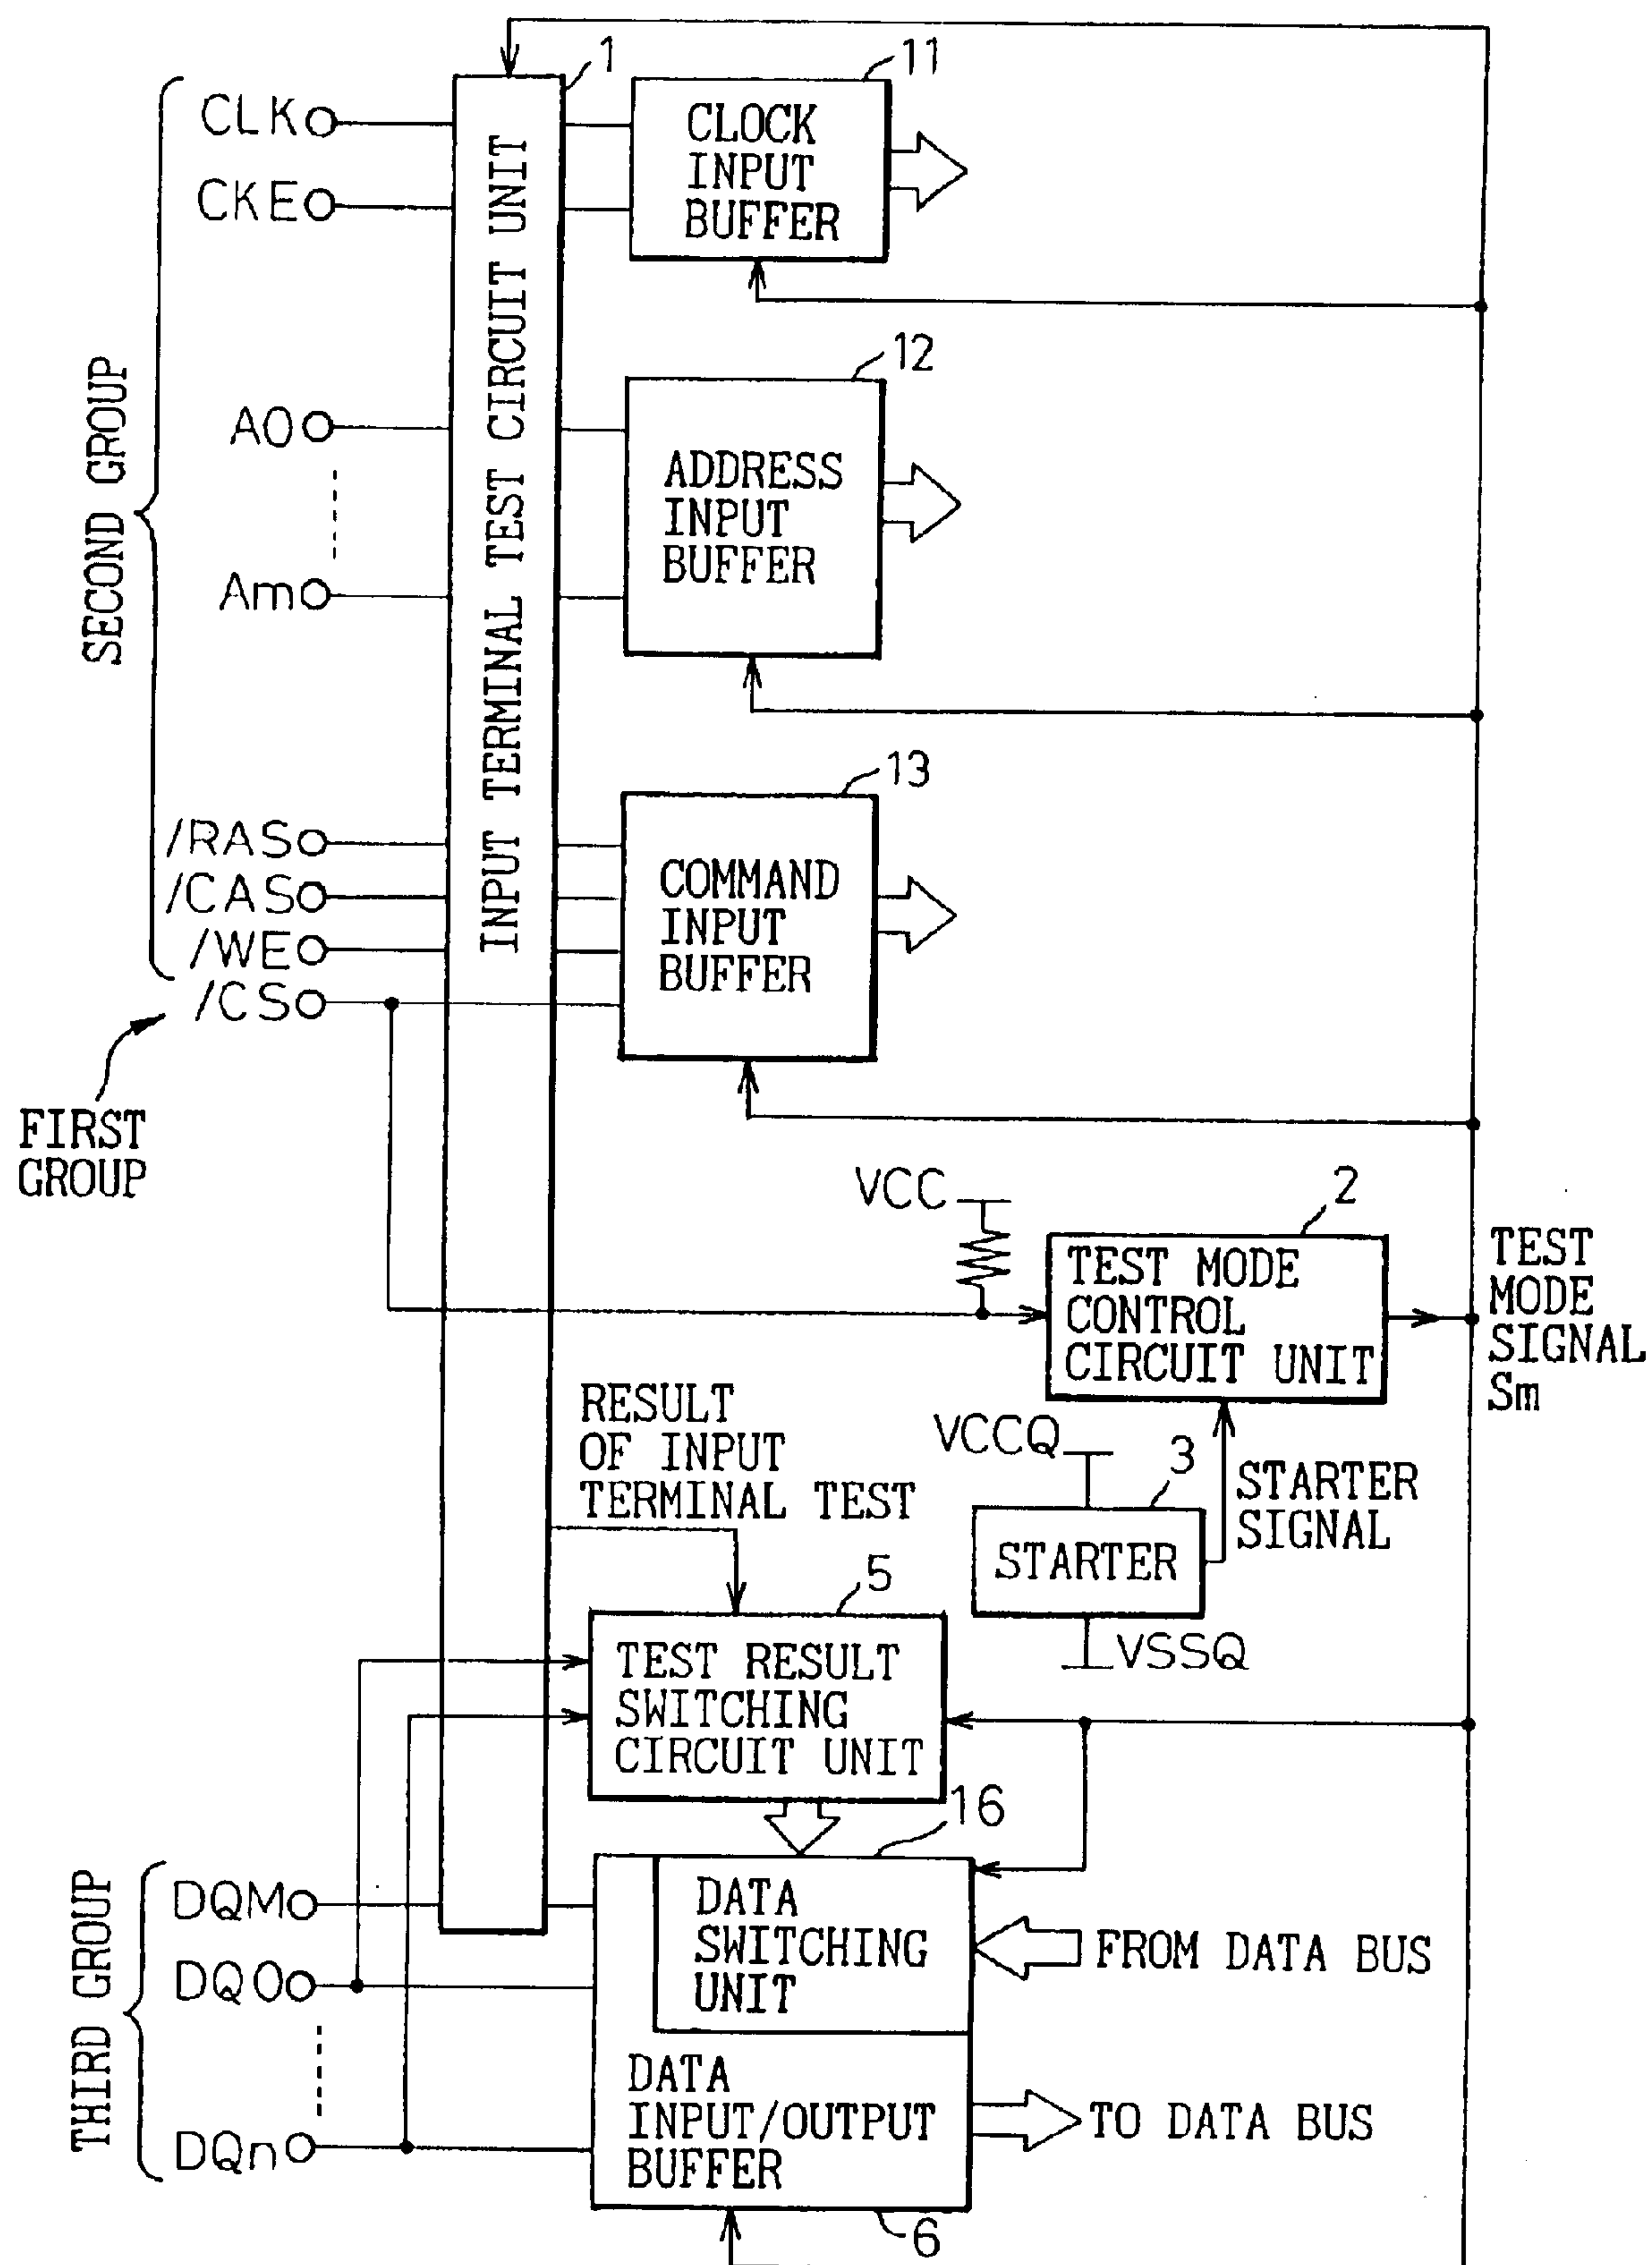 1
11
CLK
CKE
CLOCK
INPUT
BUFFER
INPUT TERMINAL TEST CIRCUIT UNIT
SECOND GROUP
12
A0
Am
ADDRESS
INPUT
BUFFER
13
/RAS
/CAS
/WE
/CS
COMMAND
INPUT
BUFFER
FIRST
GROUP
VCC
2
TEST MODE
CONTROL
CIRCUIT UNIT
TEST
MODE
SIGNAL
Sm
RESULT
OF INPUT
TERMINAL TEST
VCCQ
3
STARTER
SIGNAL
STARTER
VSSQ
5
TEST RESULT
SWITCHING
CIRCUIT UNIT
16
THIRD GROUP
DQM
DQ0
DQn
DATA
SWITCHING
UNIT
FROM DATA BUS
DATA
INPUT/OUTPUT
BUFFER
TO DATA BUS
6